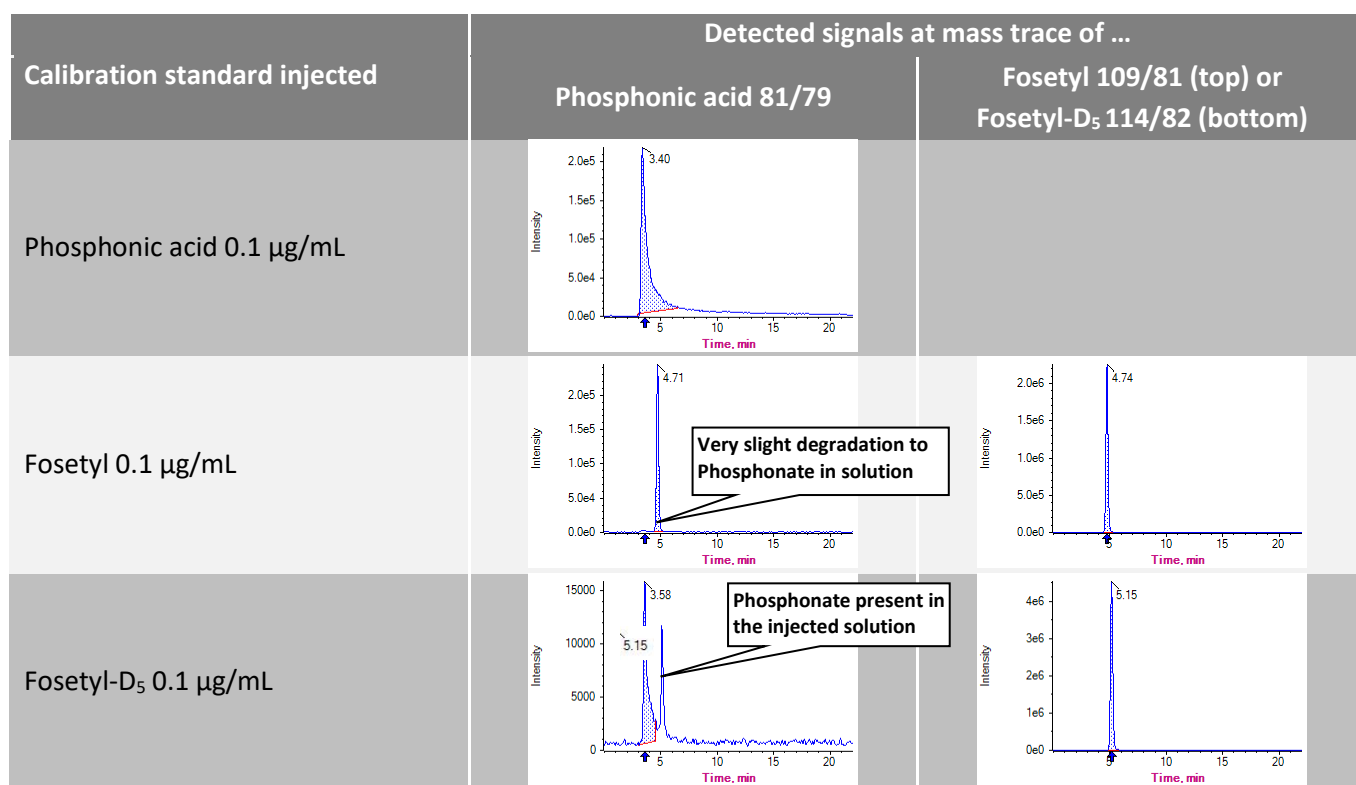 Detected signals at mass trace of …
Calibration standard injected
Phosphonic acid 81/79
Fosetyl 109/81 (top) or
Fosetyl-D₅ 114/82 (bottom)
Phosphonic acid 0.1 µg/mL
Intensity
2.0e5
1.5e5
1.0e5
5.0e4
0.0e0
3.40
5 10 15 20
Time, min
Fosetyl 0.1 µg/mL
Intensity
2.0e5
1.5e5
1.0e5
5.0e4
0.0e0
4.71
Very slight degradation to
Phosphonate in solution
5 10 15 20
Time, min
Intensity
2.0e6
1.5e6
1.0e6
5.0e5
0.0e0
4.74
5 10 15 20
Time, min
Fosetyl-D₅ 0.1 µg/mL
Intensity
15000
10000
5000
0
3.58
5.15
Phosphonate present in
the injected solution
5 10 15 20
Time, min
Intensity
4e6
3e6
2e6
1e6
0e0
5.15
5 10 15 20
Time, min